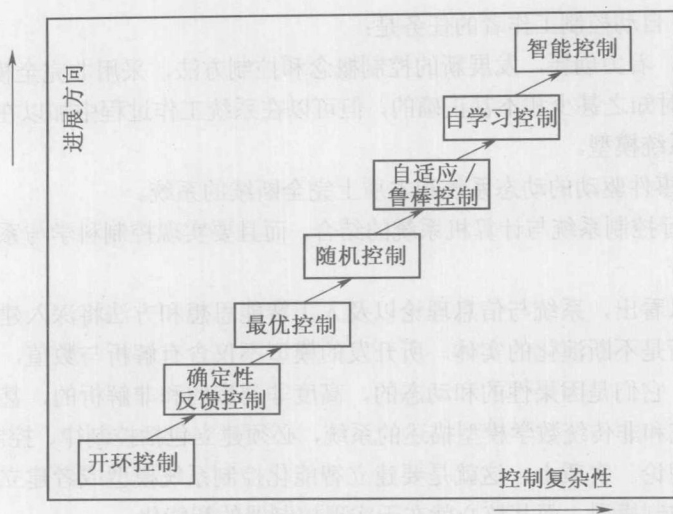 智能控制
自学习控制
自适应/
鲁棒控制
随机控制
最优控制
确定性
反馈控制
开环控制
进展方向
控制复杂性